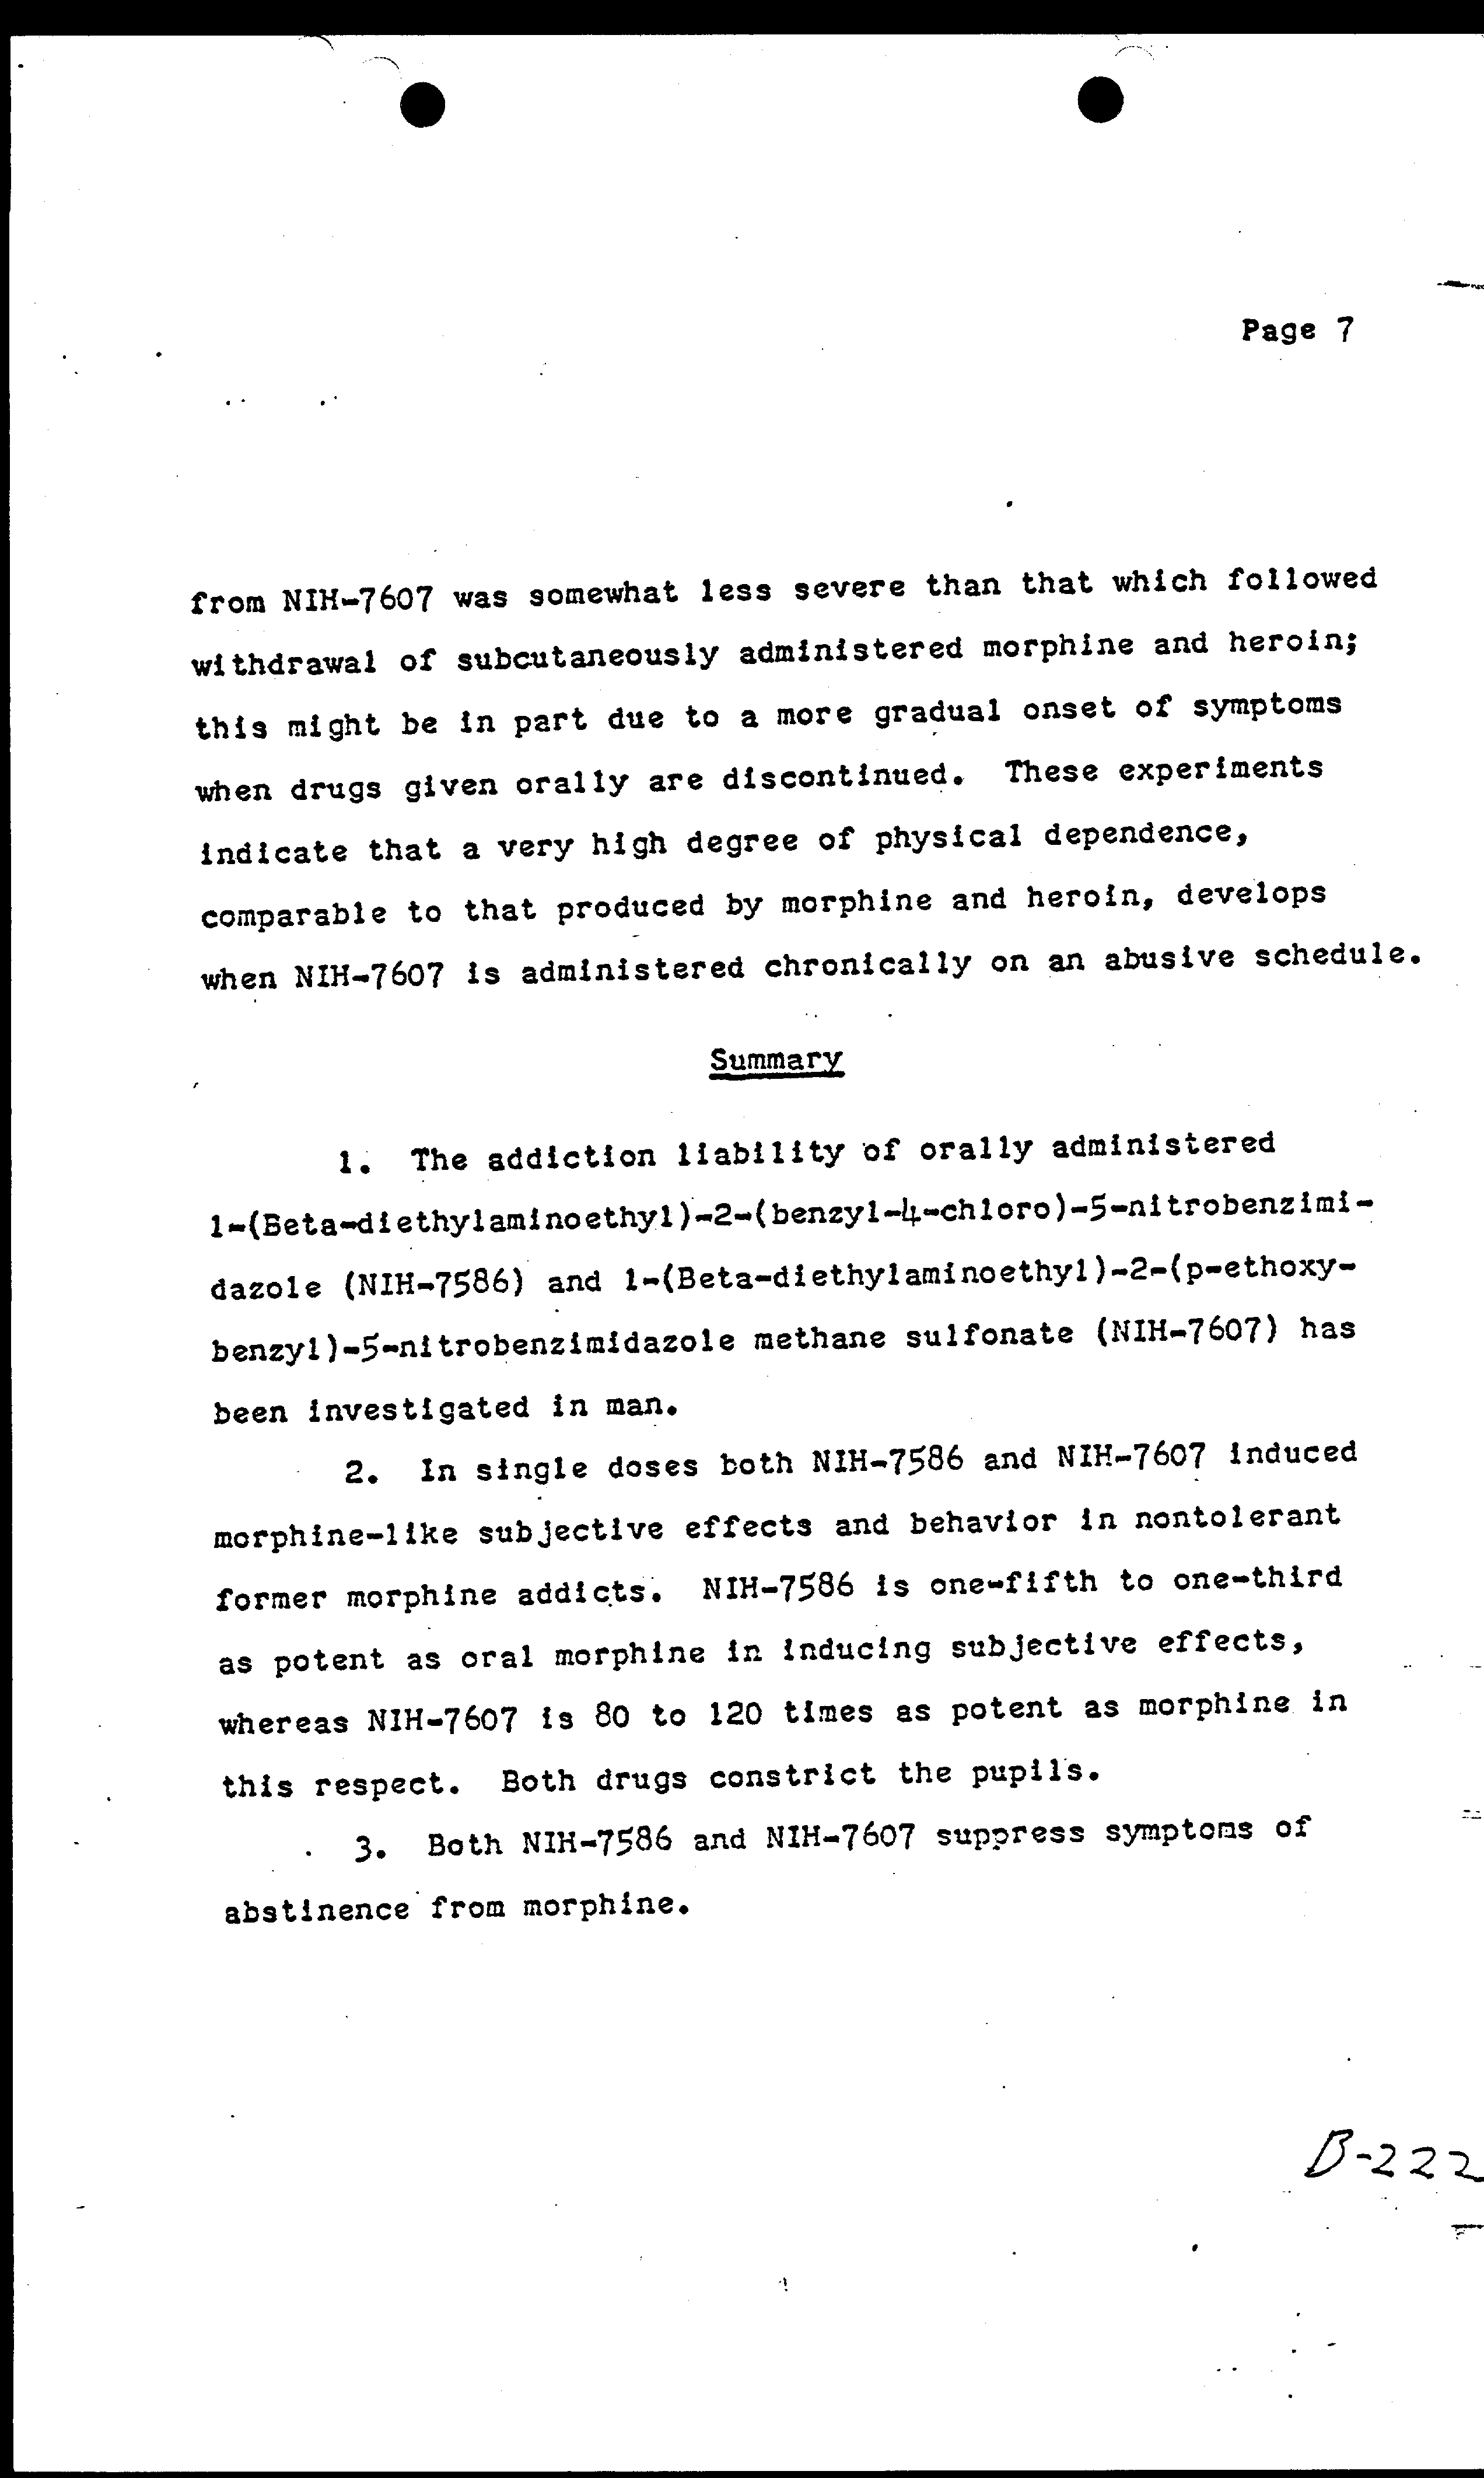 Page 7
from NIH-7607 was somewhat less severe than that which followed
withdrawal of subcutaneously administered morphine and heroin;
this might be in part due to a more gradual onset of symptoms
when drugs given orally are discontinued. These experiments
indicate that a very high degree of physical dependence,
comparable to that produced by morphine and heroin, develops
when NIH-7607 is administered chronically on an abusive schedule.
Summary
1. The addiction liability of orally administered
1-(Beta-diethylaminoethyl)-2-(benzyl-4-chloro)-5-nitrobenzimi-
dazole (NIH-7586) and 1-(Beta-diethylaminoethyl)-2-(p-ethoxy-
benzyl)-5-nitrobenzimidazole methane sulfonate (NIH-7607) has
been investigated in man.
2. In single doses both NIH-7586 and NIH-7607 induced
morphine-like subjective effects and behavior in nontolerant
former morphine addicts. NIH-7586 is one-fifth to one-third
as potent as oral morphine in inducing subjective effects,
whereas NIH-7607 is 80 to 120 times as potent as morphine in
this respect. Both drugs constrict the pupils.
3. Both NIH-7586 and NIH-7607 suppress symptoms of
abstinence from morphine.
B-222